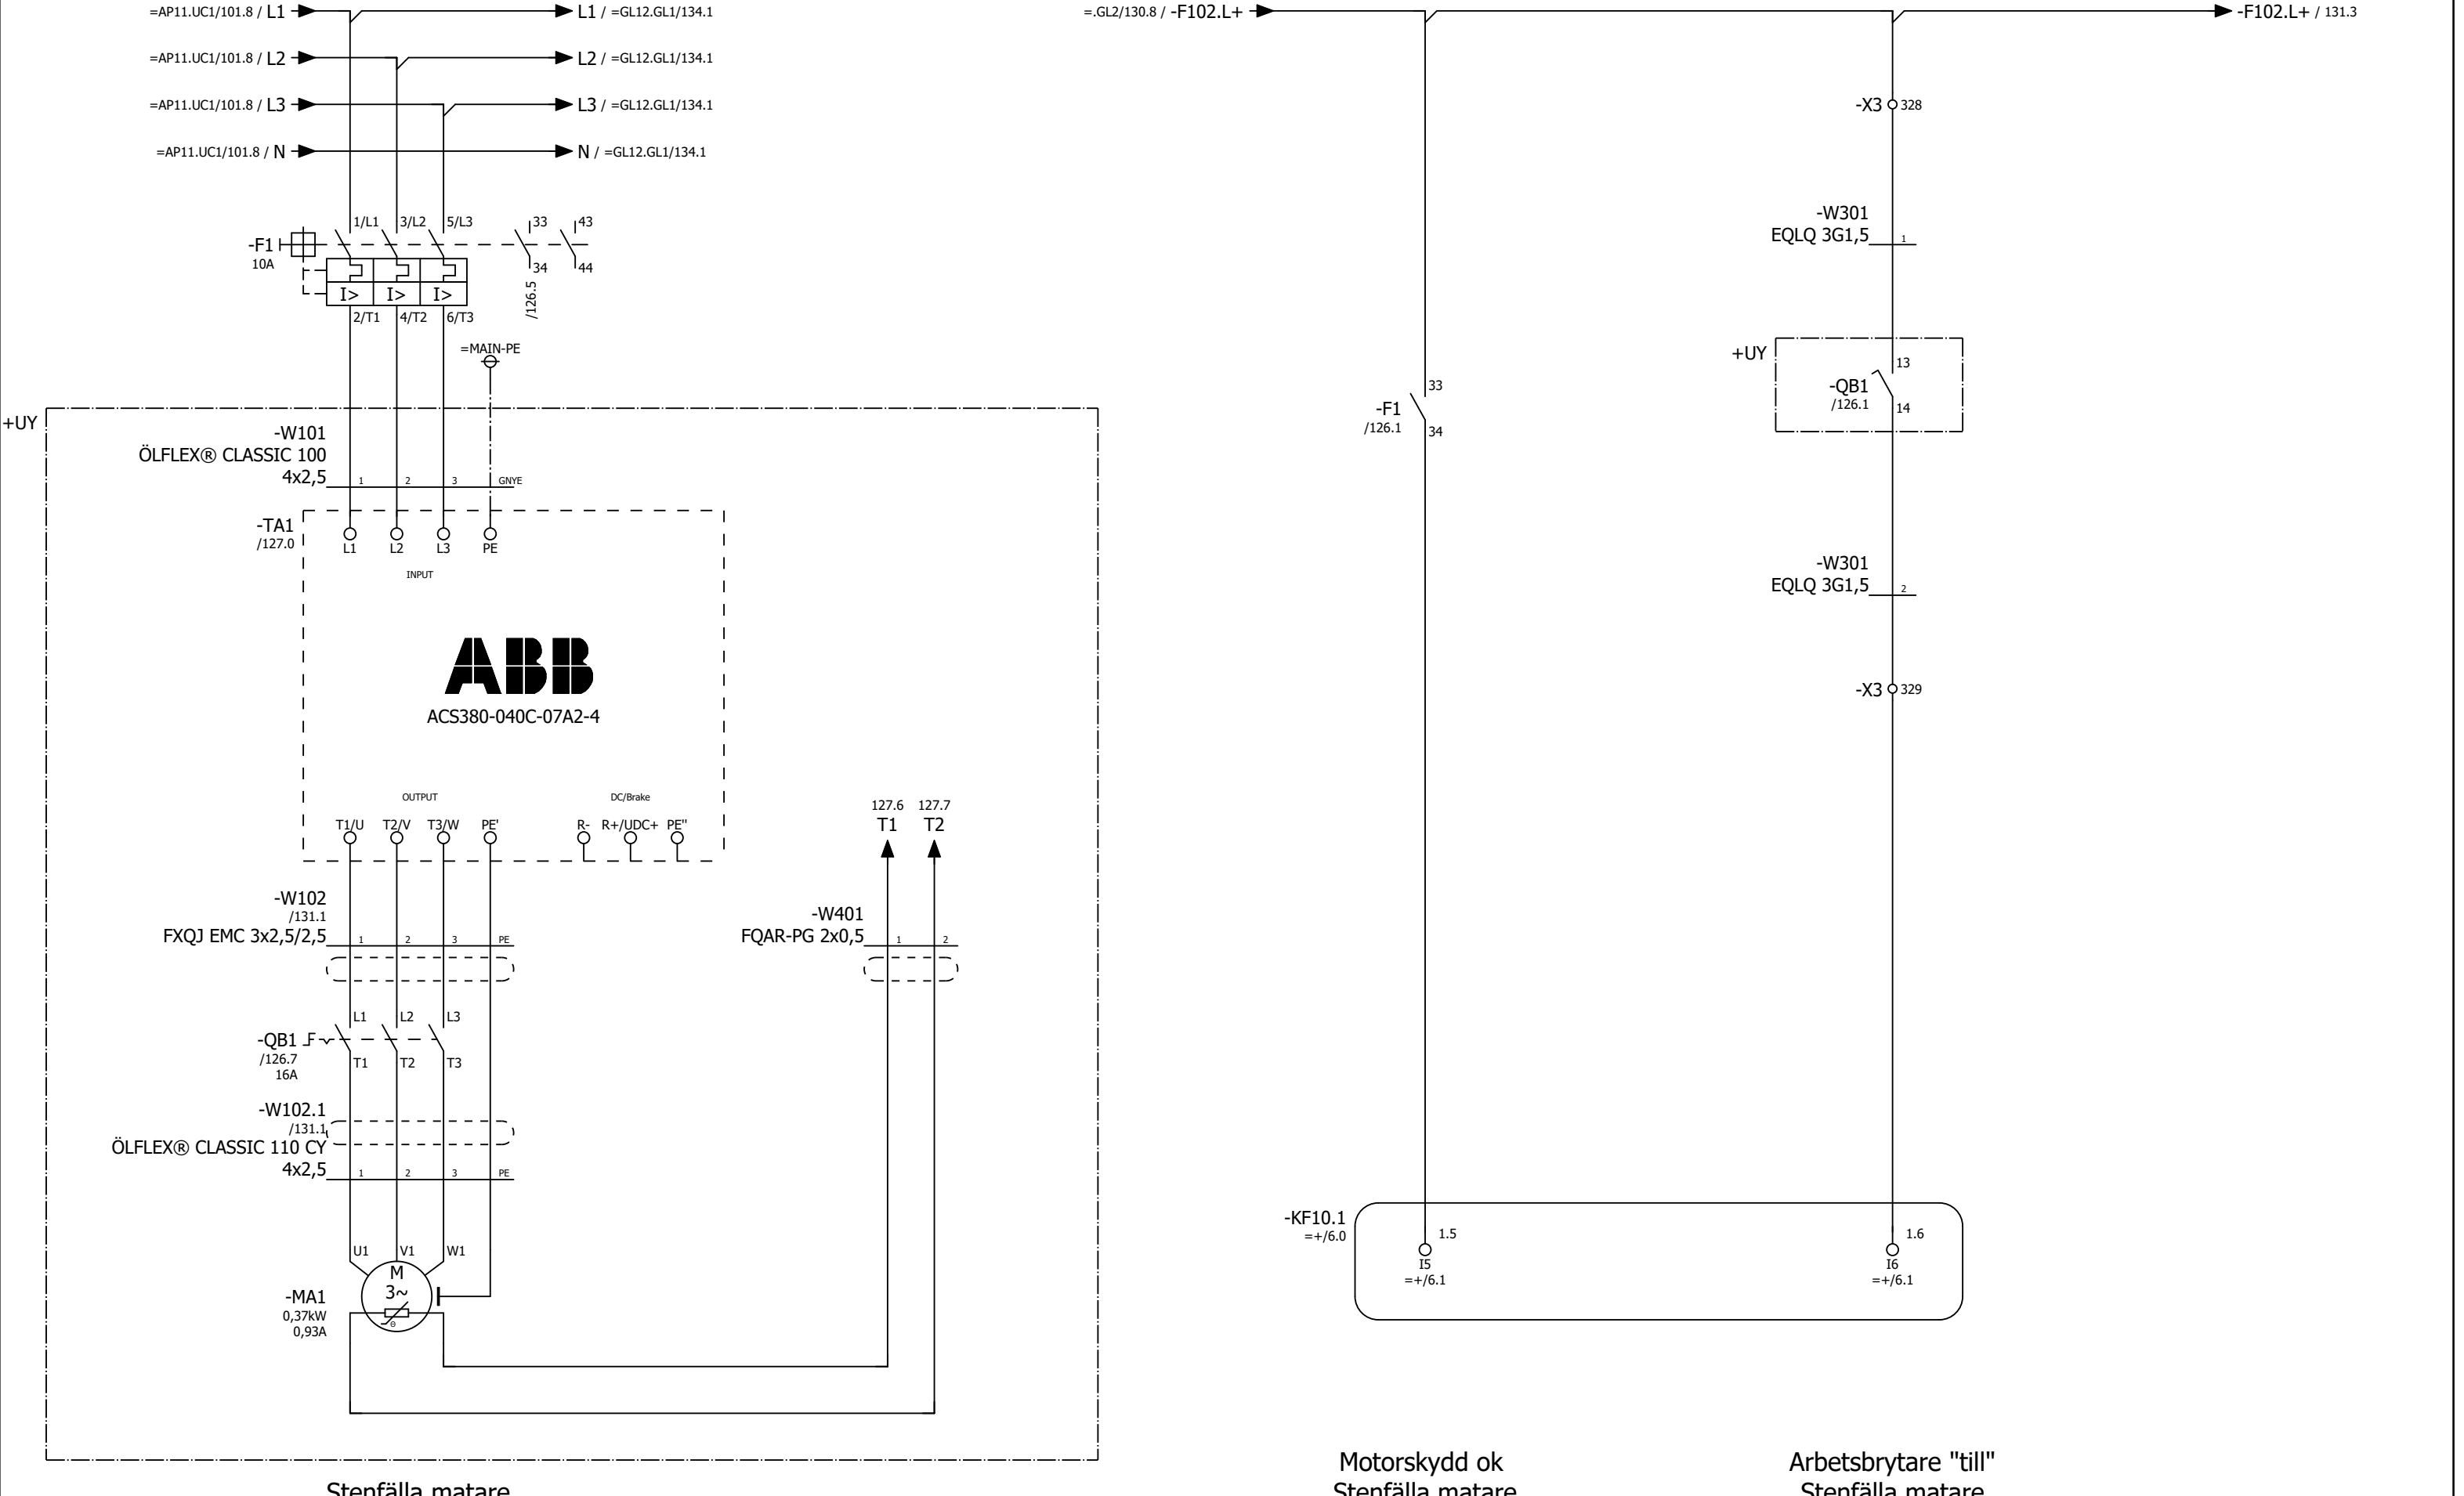 =AP11.UC1/101.8 / L1
L1 / =GL12.GL1/134.1
=AP11.UC1/101.8 / L2
L2 / =GL12.GL1/134.1
=AP11.UC1/101.8 / L3
L3 / =GL12.GL1/134.1
=AP11.UC1/101.8 / N
N / =GL12.GL1/134.1
=.GL2/130.8 / -F102.L+
-F102.L+ / 131.3
-F1
10A
1/L1
3/L2
5/L3
33
43
34
44
/126.5
I>
I>
I>
2/T1
4/T2
6/T3
=MAIN-PE
+UY
-W101
ÖLFLEX® CLASSIC 100
4x2,5
1
2
3
GNYE
-TA1
/127.0
L1
L2
L3
PE
INPUT
ABB
ACS380-040C-07A2-4
OUTPUT
DC/Brake
T1/U
T2/V
T3/W
PE'
R-
R+/UDC+
PE"
127.6
127.7
T1
T2
-W102
/131.1
FXQJ EMC 3x2,5/2,5
1
2
3
PE
-W401
FQAR-PG 2x0,5
1
2
-QB1
/126.7
16A
L1
L2
L3
T1
T2
T3
-W102.1
/131.1
ÖLFLEX® CLASSIC 110 CY
4x2,5
1
2
3
PE
U1
V1
W1
M
3~
Θ
-MA1
0,37kW
0,93A
Stenfälla matare
-F1
/126.1
33
34
-X3
328
-W301
EQLQ 3G1,5
1
+UY
-QB1
/126.1
13
14
-W301
EQLQ 3G1,5
2
-X3
329
-KF10.1
=+/6.0
1.5
I5
=+/6.1
1.6
I6
=+/6.1
Motorskydd ok
Stenfälla matare
Arbetsbrytare "till"
Stenfälla matare